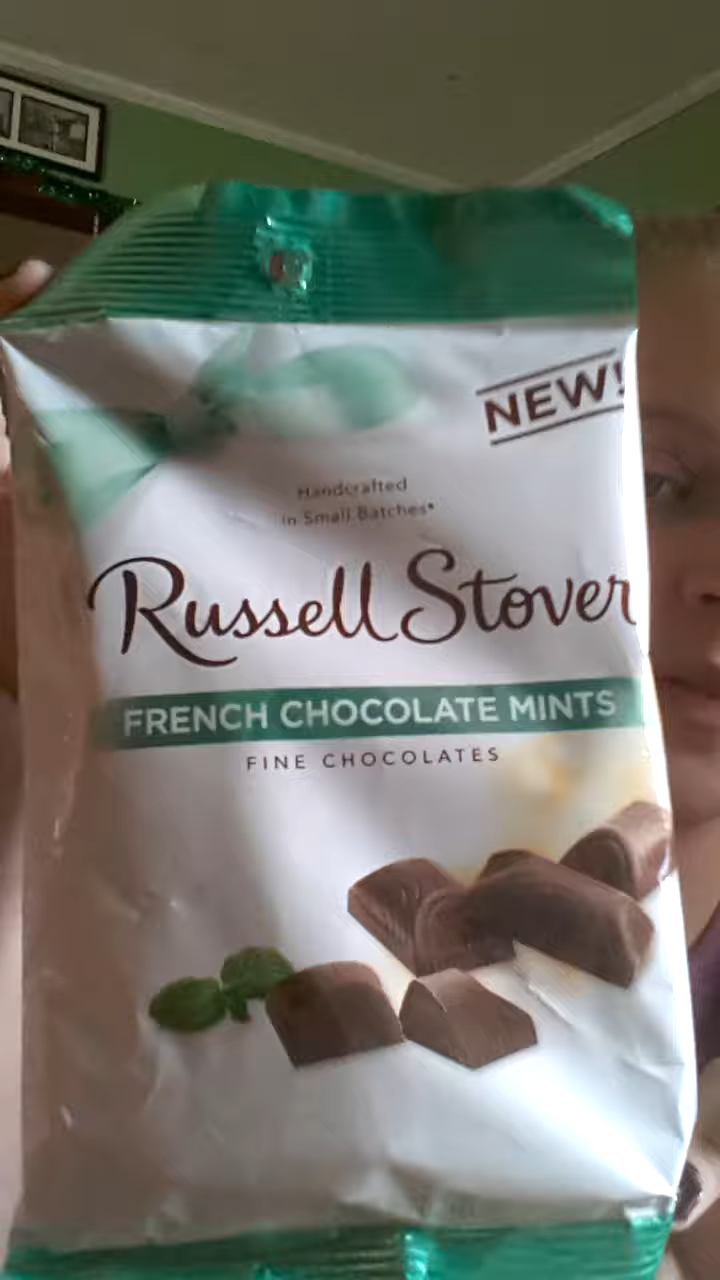 NEW!
Handcrafted
in Small Batches*
Russell Stover
FRENCH CHOCOLATE MINTS
FINE CHOCOLATES